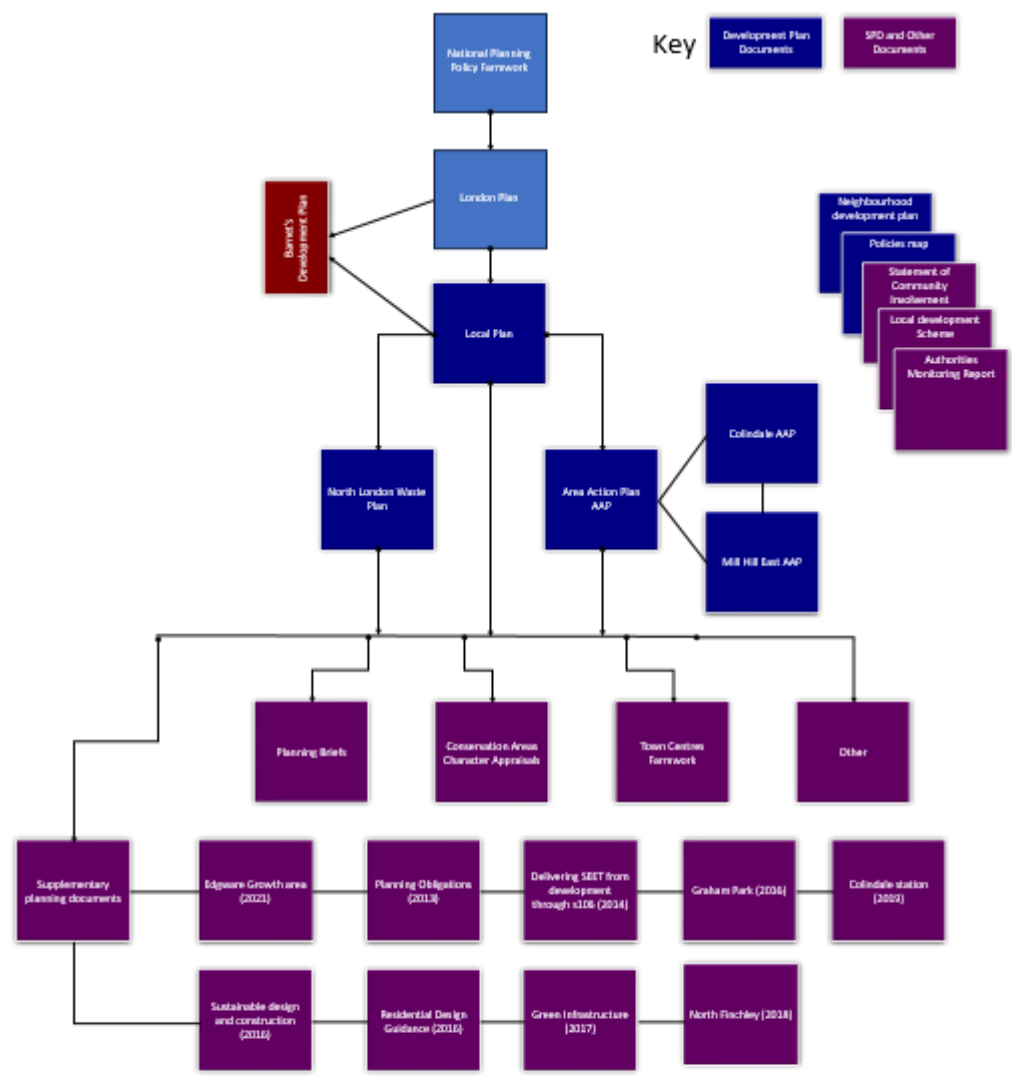 National Planning
Policy Farmwork
Key
Development Plan
Documents
SPD and Other
Documents
London Plan
Barnet's
Development Plan
Neighbourhood
development plan
Policies map
Statement of
Community
Involvement
Local development
Scheme
Authorities
Monitoring Report
Local Plan
Colindale AAP
North London Waste
Plan
Area Action Plan
AAP
Mill Hill East AAP
Planning Briefs
Conservation Areas
Character Appraisals
Town Centres
Farmwork
Other
Supplementary
planning documents
Edgware Growth area
(2021)
Planning Obligations
(2013)
Delivering SEET from
development
through s106 (2014)
Graham Park (2016)
Colindale station
(2019)
Sustainable design
and construction
(2016)
Residential Design
Guidance (2016)
Green Infrastructure
(2017)
North Finchley (2018)